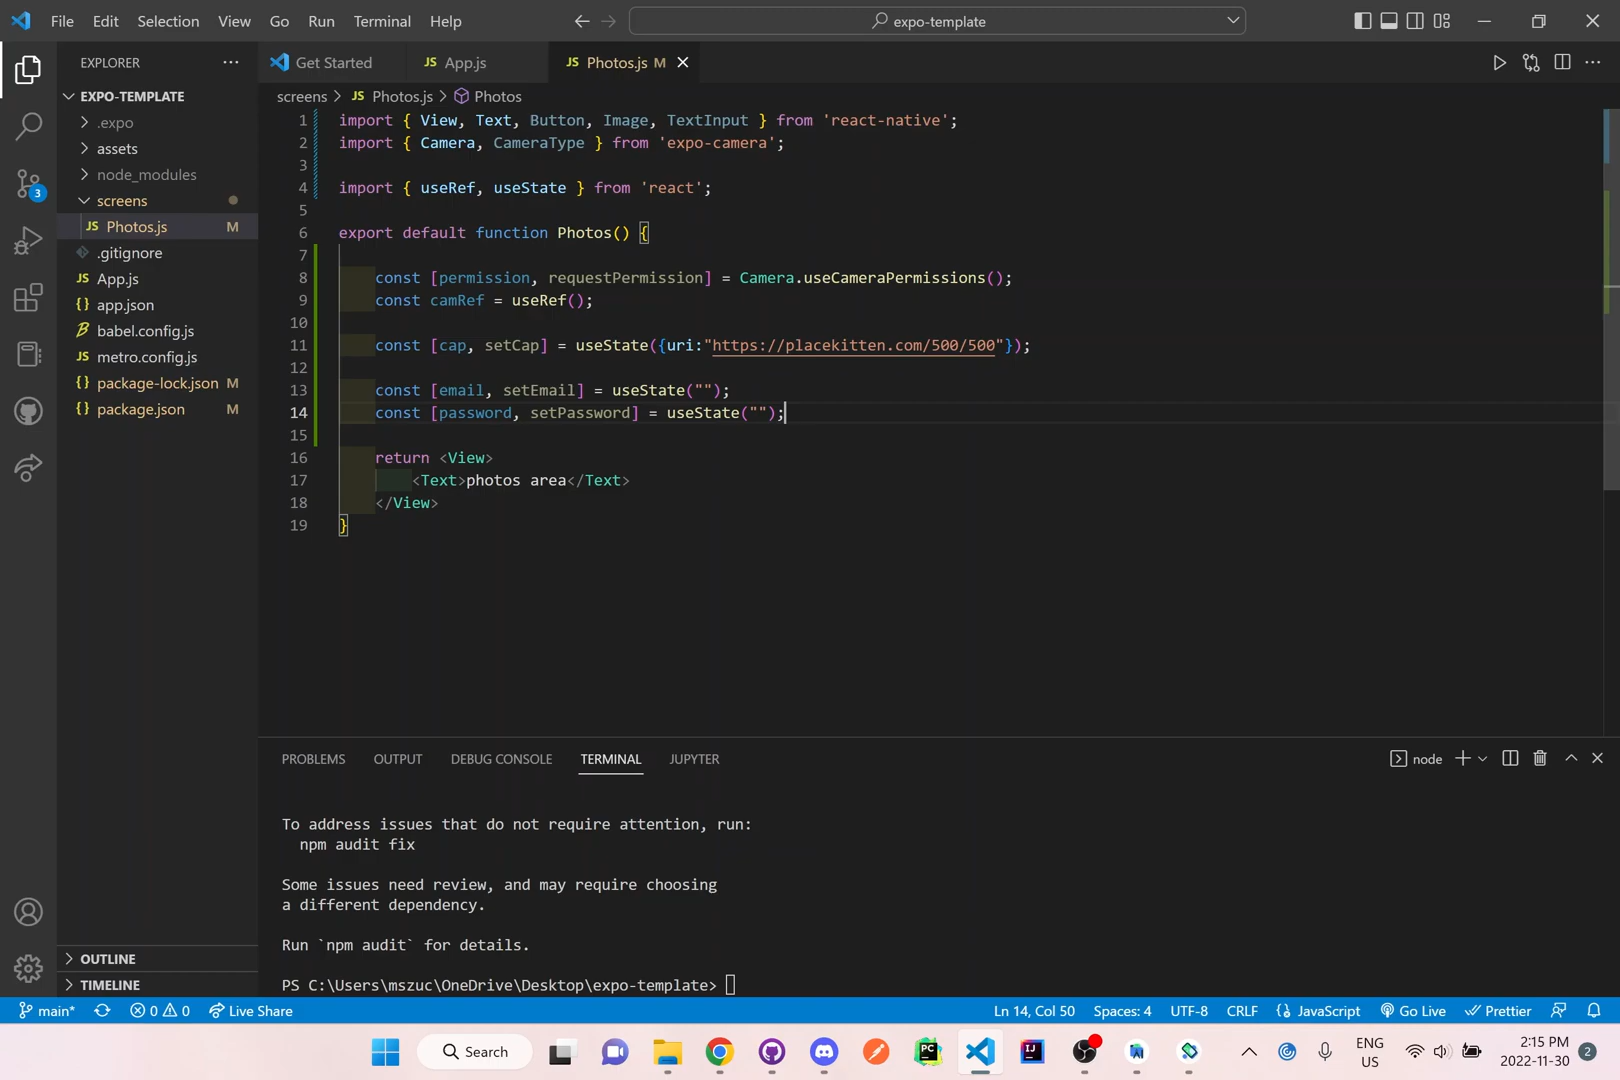 File Edit Selection View Go Run Terminal Help
expo-template
EXPLORER
Get Started
JS App.js
JS Photos.js M
EXPO-TEMPLATE
.expo
assets
node_modules
screens
JS Photos.js M
.gitignore
JS App.js
{} app.json
babel.config.js
JS metro.config.js
{} package-lock.json M
{} package.json M
3
OUTLINE
TIMELINE
screens > JS Photos.js > Photos
1 import { View, Text, Button, Image, TextInput } from 'react-native';
2 import { Camera, CameraType } from 'expo-camera';
3
4 import { useRef, useState } from 'react';
5
6 export default function Photos() {
7
8 const [permission, requestPermission] = Camera.useCameraPermissions();
9 const camRef = useRef();
10
11 const [cap, setCap] = useState({uri:"https://placekitten.com/500/500"});
12
13 const [email, setEmail] = useState("");
14 const [password, setPassword] = useState("");
15
16 return <View>
17 <Text>photos area</Text>
18 </View>
19 }
PROBLEMS OUTPUT DEBUG CONSOLE TERMINAL JUPYTER
node
To address issues that do not require attention, run:
npm audit fix
Some issues need review, and may require choosing
a different dependency.
Run `npm audit` for details.
PS C:\Users\mszuc\OneDrive\Desktop\expo-template>
main* 0 0 Live Share
Ln 14, Col 50 Spaces: 4 UTF-8 CRLF {} JavaScript Go Live Prettier
Search
PC
IJ
ENG
US
2:15 PM
2022-11-30
2